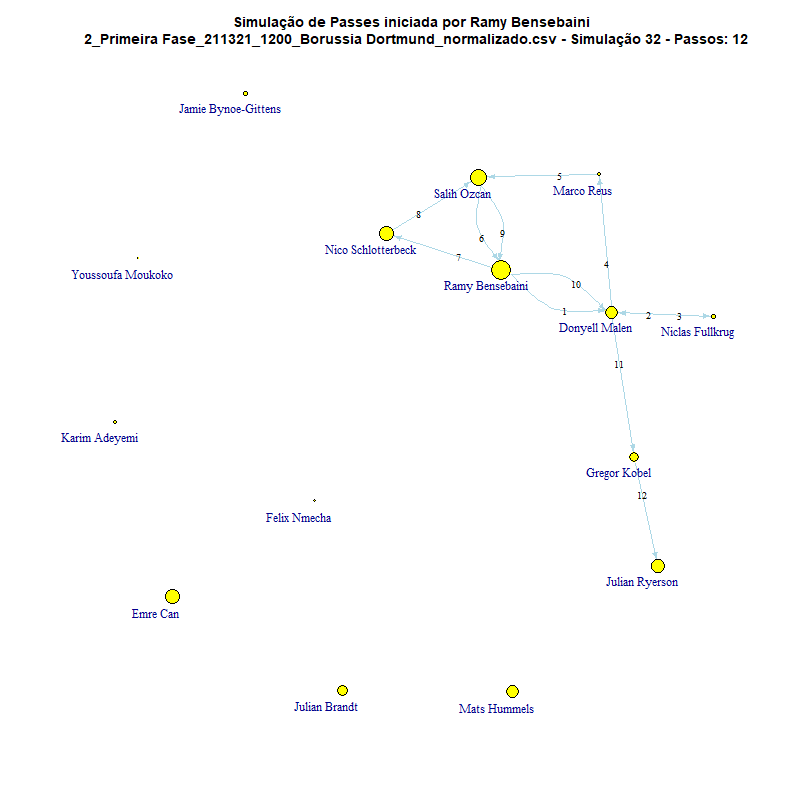 Simulação de Passes iniciada por Ramy Bensebaini
2_Primeira Fase_211321_1200_Borussia Dortmund_normalizado.csv - Simulação 32 - Passos: 12
Jamie Bynoe-Gittens
5
Salih Özcan
Marco Reus
8
6
9
Nico Schlotterbeck
7
4
Youssoufa Moukoko
Ramy Bensebaini
10
1
2
3
Donyell Malen
Niclas Fullkrug
11
Karim Adeyemi
Gregor Kobel
12
Felix Nmecha
Julian Ryerson
Emre Can
Julian Brandt
Mats Hummels